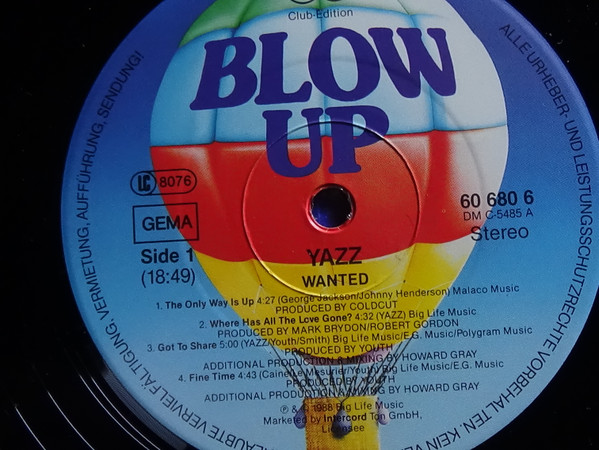 Club-Edition
BLOW
UP
LC 8076
GEMA
60 680 6
DM C-5485 A
Side 1
Stereo
(18:49)
YAZZ
WANTED
1. The Only Way Is Up 4:27 (George Jackson/Johnny Henderson) Malaco Music
PRODUCED BY COLDCUT
2. Where Has All The Love Gone? 4:32 (YAZZ) Big Life Music
PRODUCED BY MARK BRYDON/ROBERT GORDON
3. Got To Share 5:00 (YAZZ/Youth/Smith) Big Life Music/E.G. Music/Polygram Music
PRODUCED BY YOUTH
ADDITIONAL PRODUCTION & MIXING BY HOWARD GRAY
4. Fine Time 4:43 (Caine/Le Mesurier/Youth) Big Life Music/E.G. Music
PRODUCED BY YOUTH
ADDITIONAL PRODUCTION & MIXING BY HOWARD GRAY
℗ & © 1988 Big Life Music
Marketed by Intercord Ton GmbH,
Licensee
ALLE URHEBER- UND LEISTUNGSSCHUTZRECHTE VORBEHALTEN. KEIN
VERVIELFÄLTIGUNG, VERMIETUNG, AUFFÜHRUNG, SENDUNG!